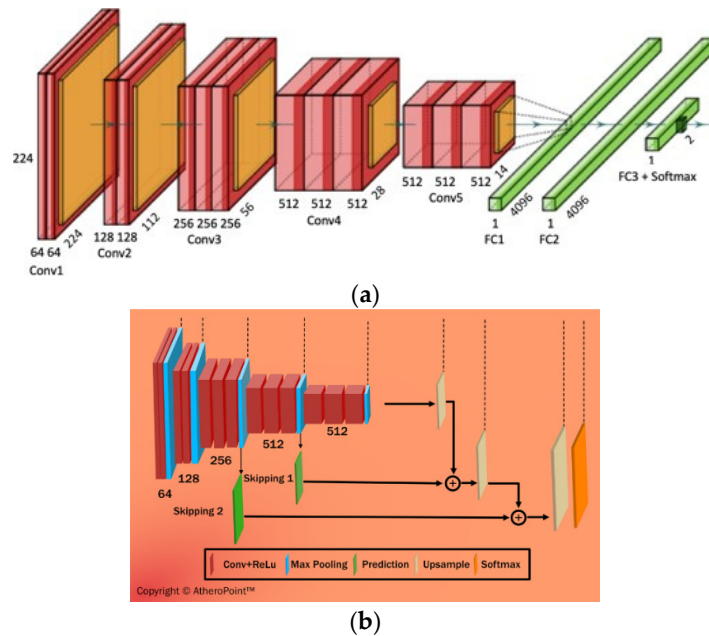 224
64 64
224
Conv1
128 128
112
Conv2
256 256 256
56
Conv3
512 512 512
28
Conv4
512 512 512
14
Conv5
1
4096
FC1
1
4096
FC2
1
2
FC3 + Softmax
(a)
64
128
256
512
512
Skipping 1
Skipping 2
Conv+ReLu Max Pooling Prediction Upsample Softmax
Copyright © AtheroPoint™
(b)